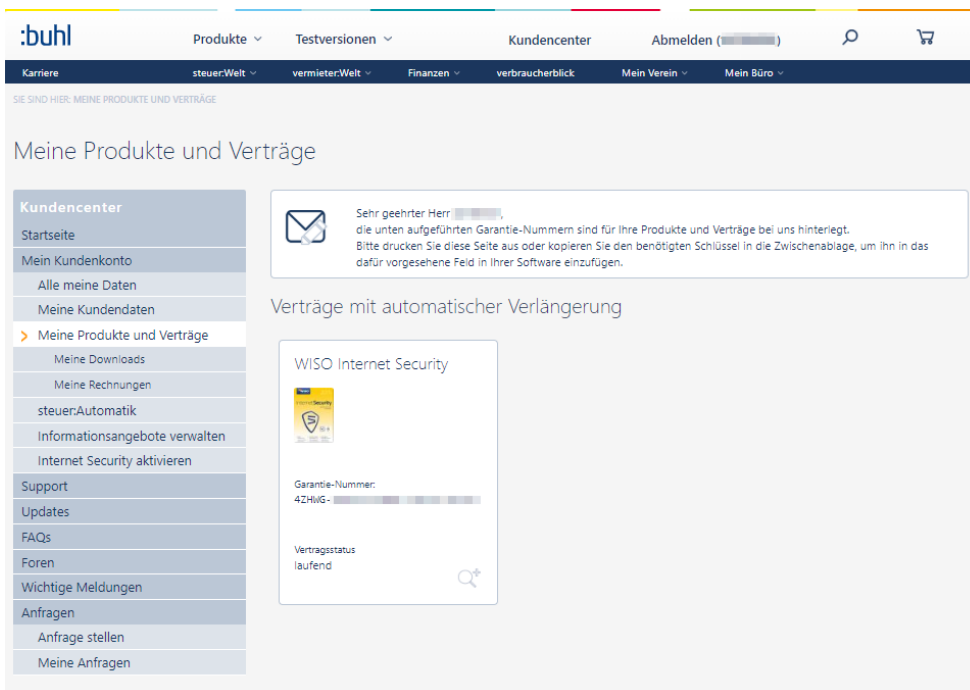 :buhl
Produkte Testversionen Kundencenter Abmelden ( )
Karriere steuer:Welt vermieter:Welt Finanzen verbraucherblick Mein Verein Mein Büro
SIE SIND HIER: MEINE PRODUKTE UND VERTRÄGE
Meine Produkte und Verträge
Kundencenter
Startseite
Mein Kundenkonto
Alle meine Daten
Meine Kundendaten
Meine Produkte und Verträge
Meine Downloads
Meine Rechnungen
steuer:Automatik
Informationsangebote verwalten
Internet Security aktivieren
Support
Updates
FAQs
Foren
Wichtige Meldungen
Anfragen
Anfrage stellen
Meine Anfragen
Sehr geehrter Herr ,
die unten aufgeführten Garantie-Nummern sind für Ihre Produkte und Verträge bei uns hinterlegt.
Bitte drucken Sie diese Seite aus oder kopieren Sie den benötigten Schlüssel in die Zwischenablage, um ihn in das
dafür vorgesehene Feld in Ihrer Software einzufügen.
Verträge mit automatischer Verlängerung
WISO Internet Security
Internet Security
Garantie-Nummer:
4ZHWG-
Vertragsstatus
laufend